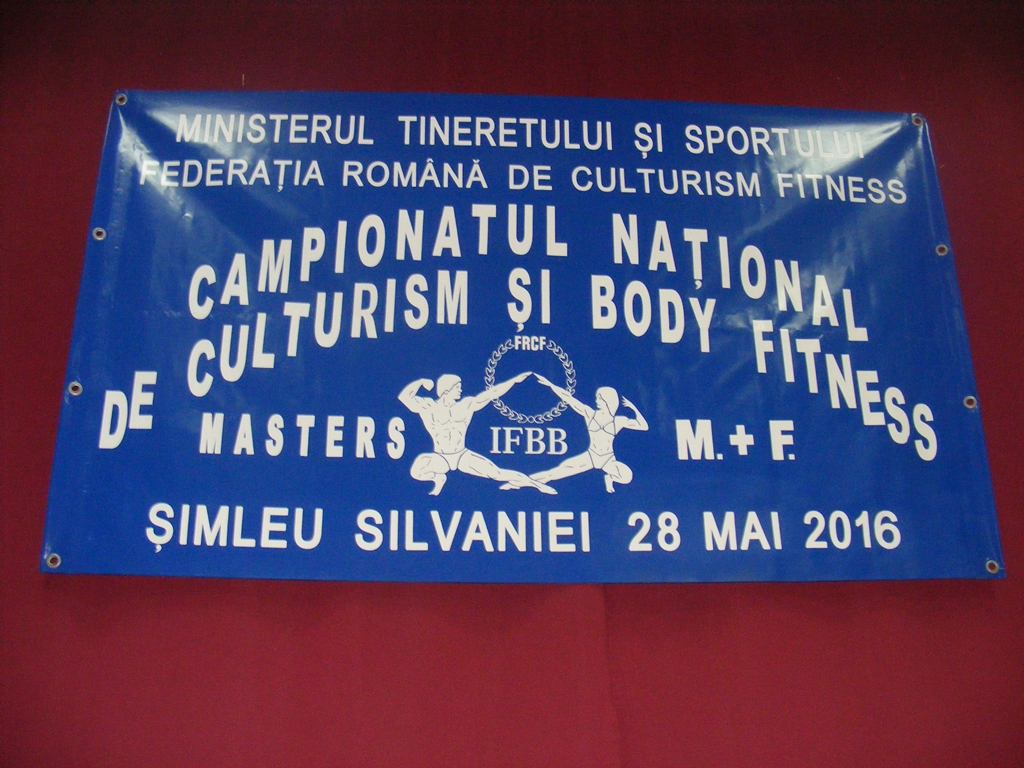 MINISTERUL TINERETULUI ȘI SPORTULUI
FEDERAȚIA ROMÂNĂ DE CULTURISM FITNESS
CAMPIONATUL NAȚIONAL
DE CULTURISM ȘI BODY FITNESS
FRCF
MASTERS IFBB M.+F.
ȘIMLEU SILVANIEI 28 MAI 2016